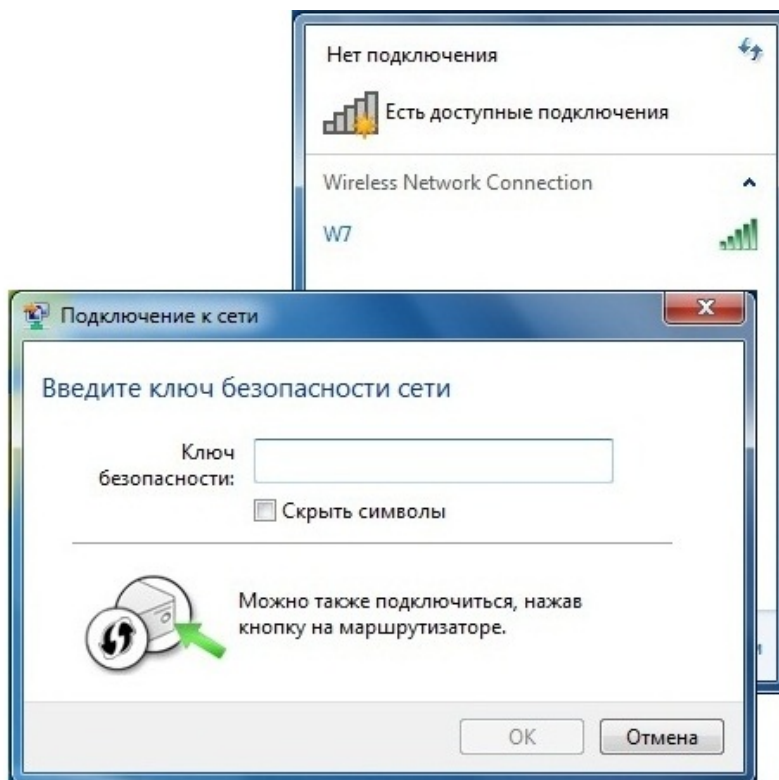 Нет подключения
Есть доступные подключения
Wireless Network Connection
W7
Подключение к сети
Введите ключ безопасности сети
Ключ
безопасности:
Скрыть символы
Можно также подключиться, нажав
кнопку на маршрутизаторе.
OK
Отмена